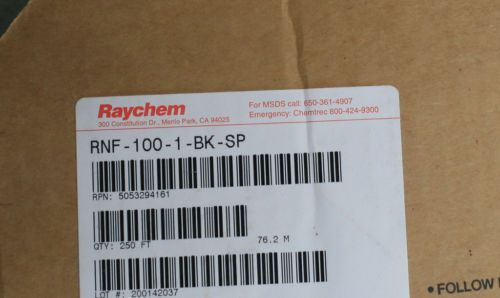 Raychem
300 Constitution Dr., Menlo Park, CA 94025
For MSDS call: 650-361-4907
Emergency: Chemtrec 800-424-9300
RNF-100-1-BK-SP
RPN: 5053294161
QTY: 250 FT
76.2 M
LOT #: 200142037
• FOLLOW